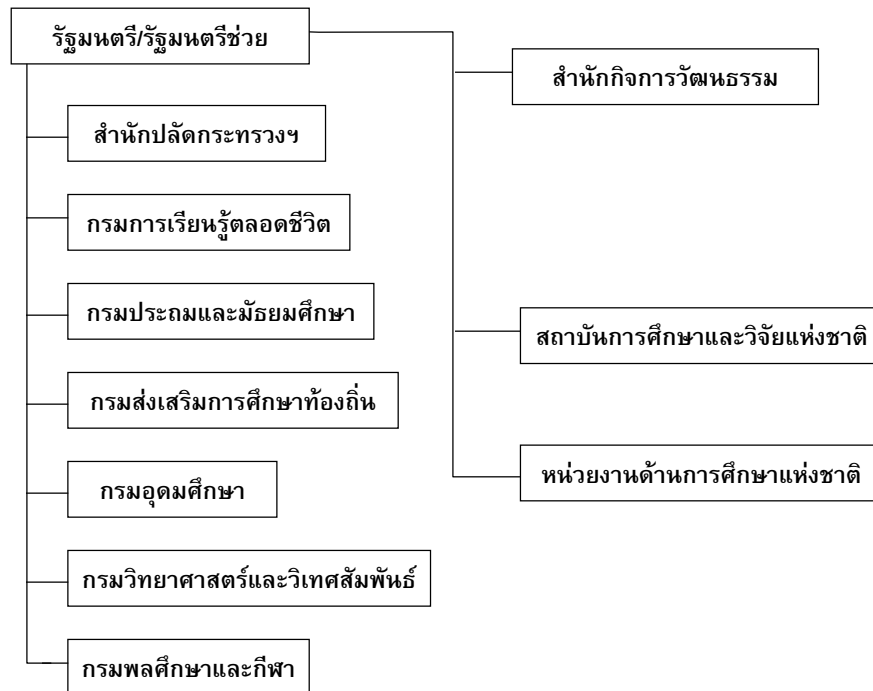 รัฐมนตรี/รัฐมนตรีช่วย
สำนักปลัดกระทรวงฯ
กรมการเรียนรู้ตลอดชีวิต
กรมประถมและมัธยมศึกษา
กรมส่งเสริมการศึกษาท้องถิ่น
กรมอุดมศึกษา
กรมวิทยาศาสตร์และวิเทศสัมพันธ์
กรมพลศึกษาและกีฬา
สำนักกิจการวัฒนธรรม
สถาบันการศึกษาและวิจัยแห่งชาติ
หน่วยงานด้านการศึกษาแห่งชาติ